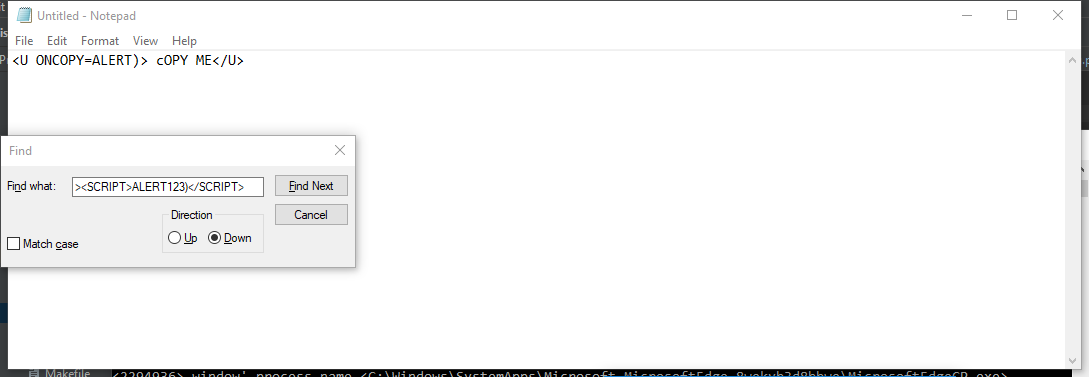 Untitled - Notepad
File Edit Format View Help
<U ONCOPY=ALERT)> cOPY ME</U>
Find
Find what: ><SCRIPT>ALERT123)</SCRIPT> Find Next
Direction Cancel
Up Down
Match case
Makefile
<2294936> window' process name <C:\Windows\SystemApps\Microsoft.MicrosoftEdge_8wekyb3d8bbwe\MicrosoftEdgeCP.exe>